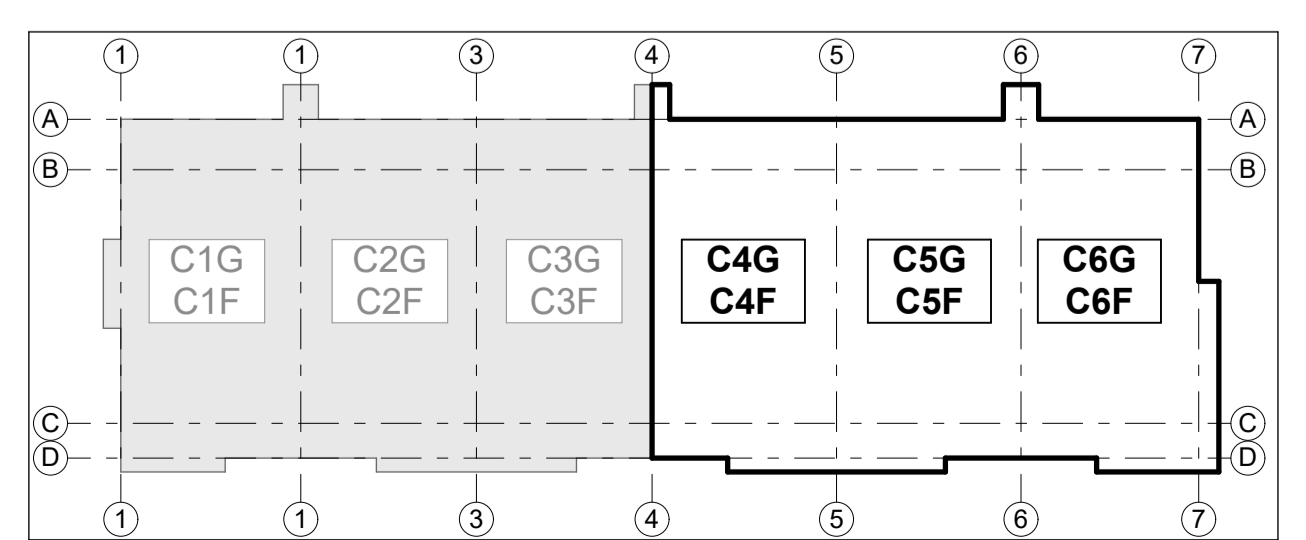 1 1 3 4 5 6 7
A A
B B
C1G C2G C3G C4G C5G C6G
C1F C2F C3F C4F C5F C6F
C C
D D
1 1 3 4 5 6 7